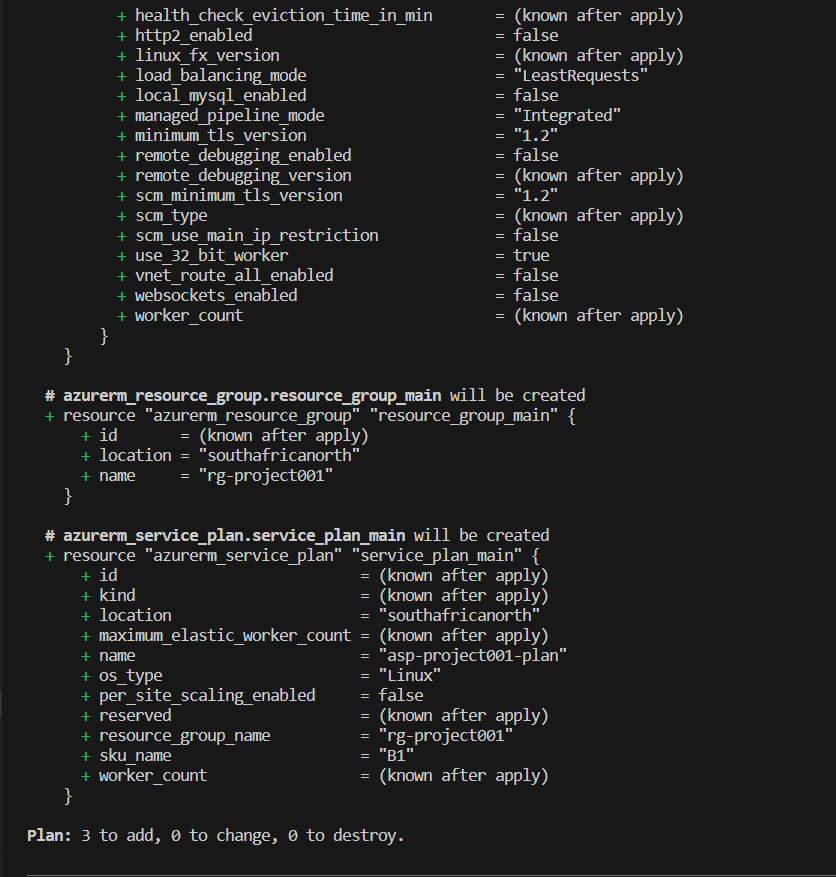 + health_check_eviction_time_in_min = (known after apply)
+ http2_enabled = false
+ linux_fx_version = (known after apply)
+ load_balancing_mode = "LeastRequests"
+ local_mysql_enabled = false
+ managed_pipeline_mode = "Integrated"
+ minimum_tls_version = "1.2"
+ remote_debugging_enabled = false
+ remote_debugging_version = (known after apply)
+ scm_minimum_tls_version = "1.2"
+ scm_type = (known after apply)
+ scm_use_main_ip_restriction = false
+ use_32_bit_worker = true
+ vnet_route_all_enabled = false
+ websockets_enabled = false
+ worker_count = (known after apply)
}
}
# azurerm_resource_group.resource_group_main will be created
+ resource "azurerm_resource_group" "resource_group_main" {
+ id = (known after apply)
+ location = "southafricanorth"
+ name = "rg-project001"
}
# azurerm_service_plan.service_plan_main will be created
+ resource "azurerm_service_plan" "service_plan_main" {
+ id = (known after apply)
+ kind = (known after apply)
+ location = "southafricanorth"
+ maximum_elastic_worker_count = (known after apply)
+ name = "asp-project001-plan"
+ os_type = "Linux"
+ per_site_scaling_enabled = false
+ reserved = (known after apply)
+ resource_group_name = "rg-project001"
+ sku_name = "B1"
+ worker_count = (known after apply)
}
Plan: 3 to add, 0 to change, 0 to destroy.